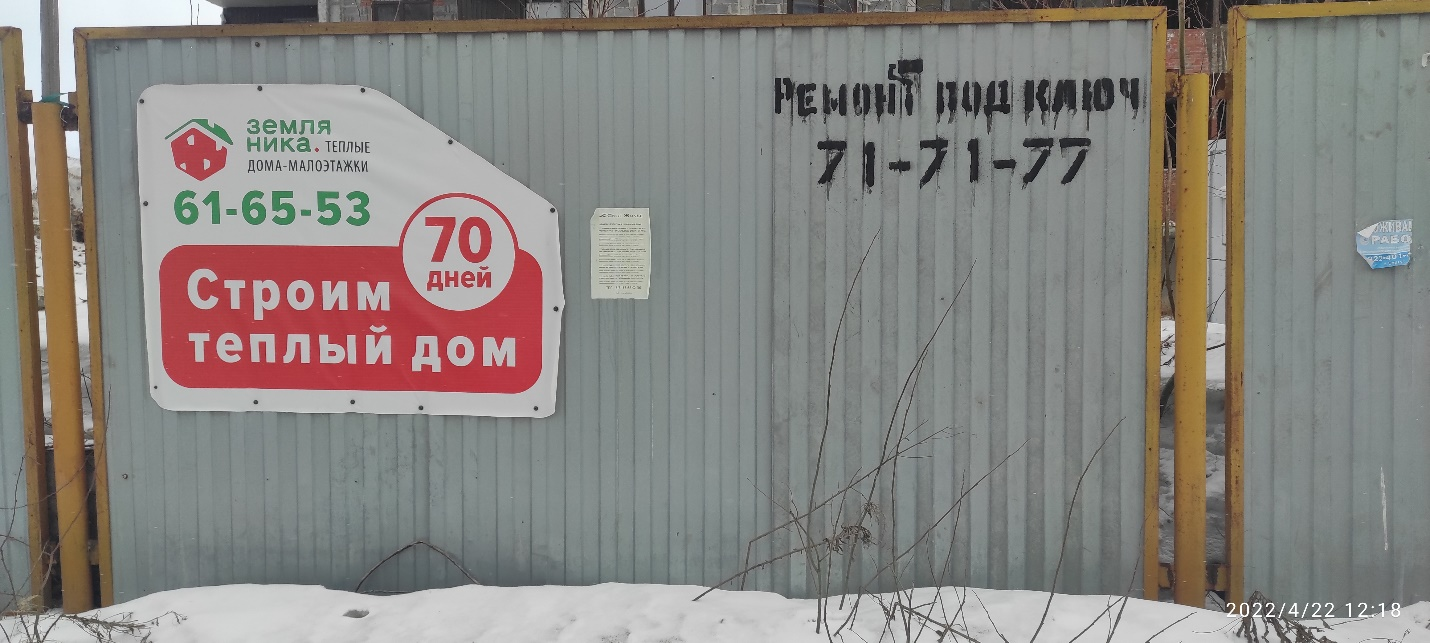 земля
ника. ТЕПЛЫЕ
ДОМА-МАЛОЭТАЖКИ
61-65-53
70
дней
Строим
теплый дом
РЕМОНТ ПОД КЛЮЧ
71-71-77
2022/4/22 12:18